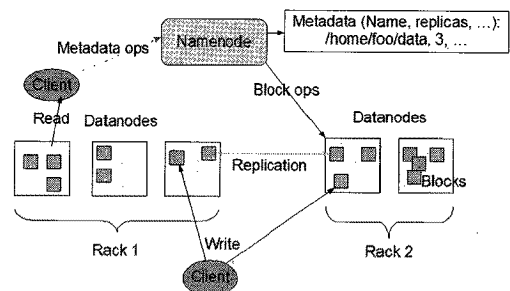 Metadata (Name, replicas, ...):
/home/foo/data, 3, ...
Namenode
Metadata ops
Client
Block ops
Read
Datanodes
Datanodes
Replication
Blocks
Rack 1
Write
Rack 2
Client